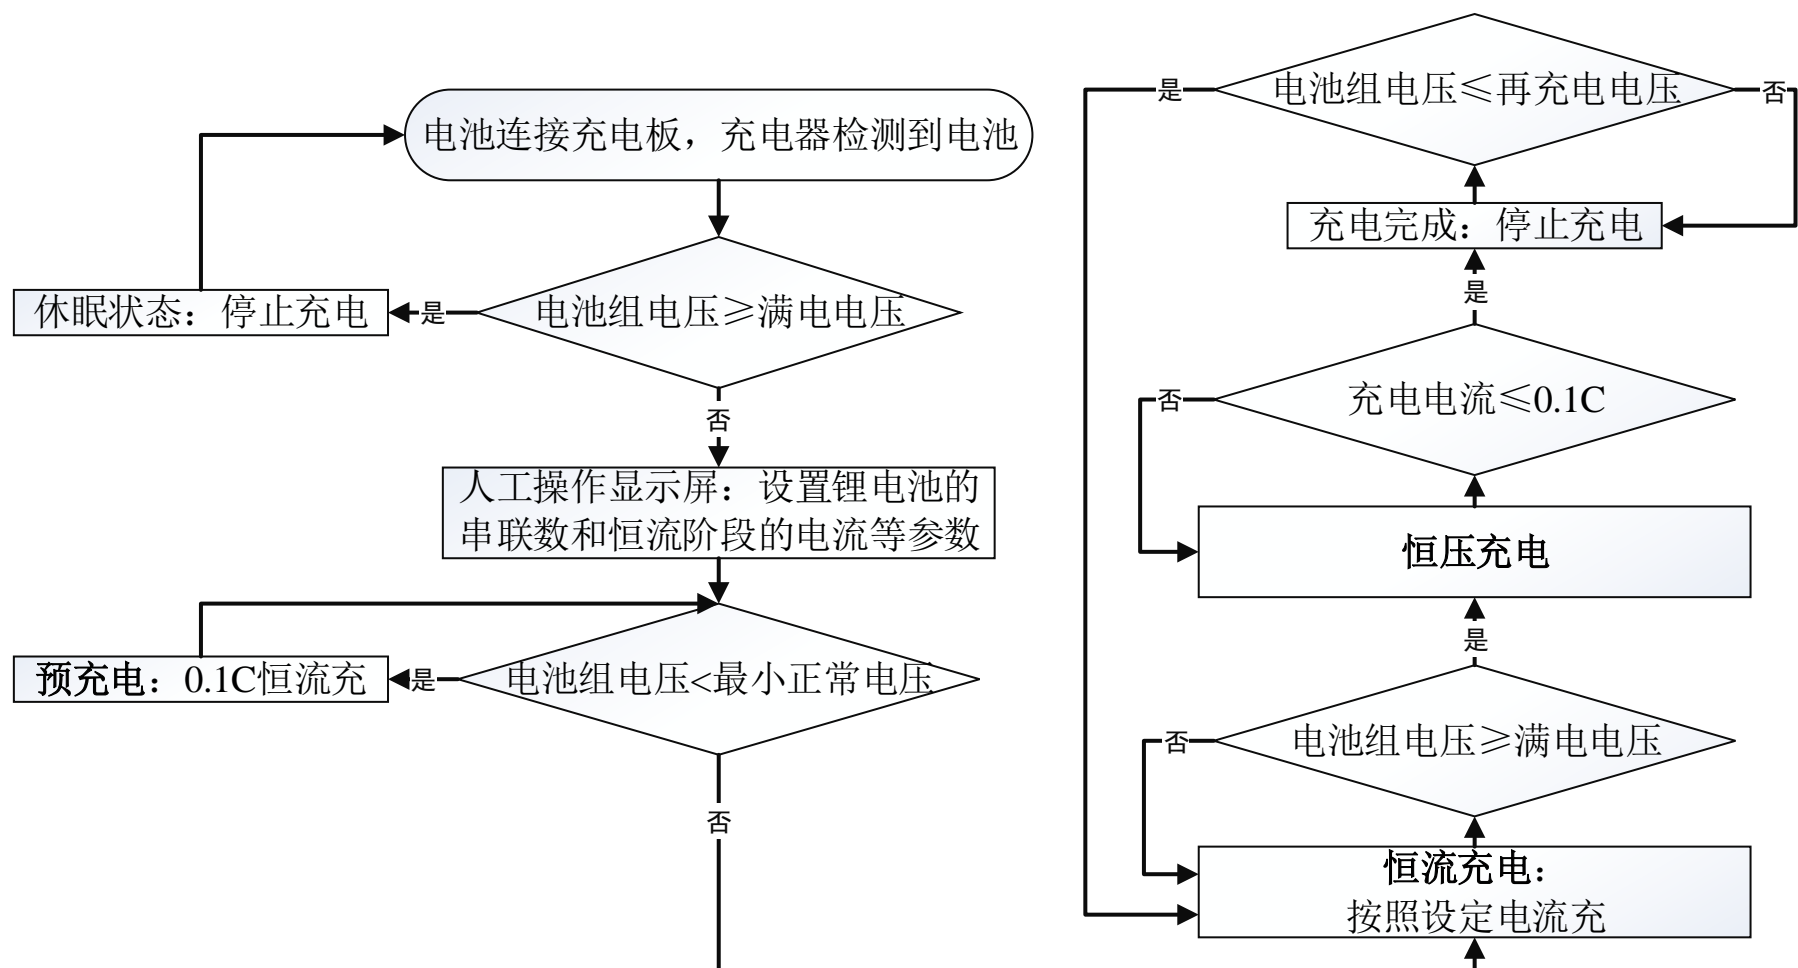 电池连接充电板，充电器检测到电池
电池组电压≥满电电压
是
休眠状态：停止充电
否
人工操作显示屏：设置锂电池的
串联数和恒流阶段的电流等参数
电池组电压<最小正常电压
是
预充电：0.1C恒流充
否
电池组电压≤再充电电压
是
否
充电完成：停止充电
是
充电电流≤0.1C
否
恒压充电
是
电池组电压≥满电电压
否
恒流充电：
按照设定电流充